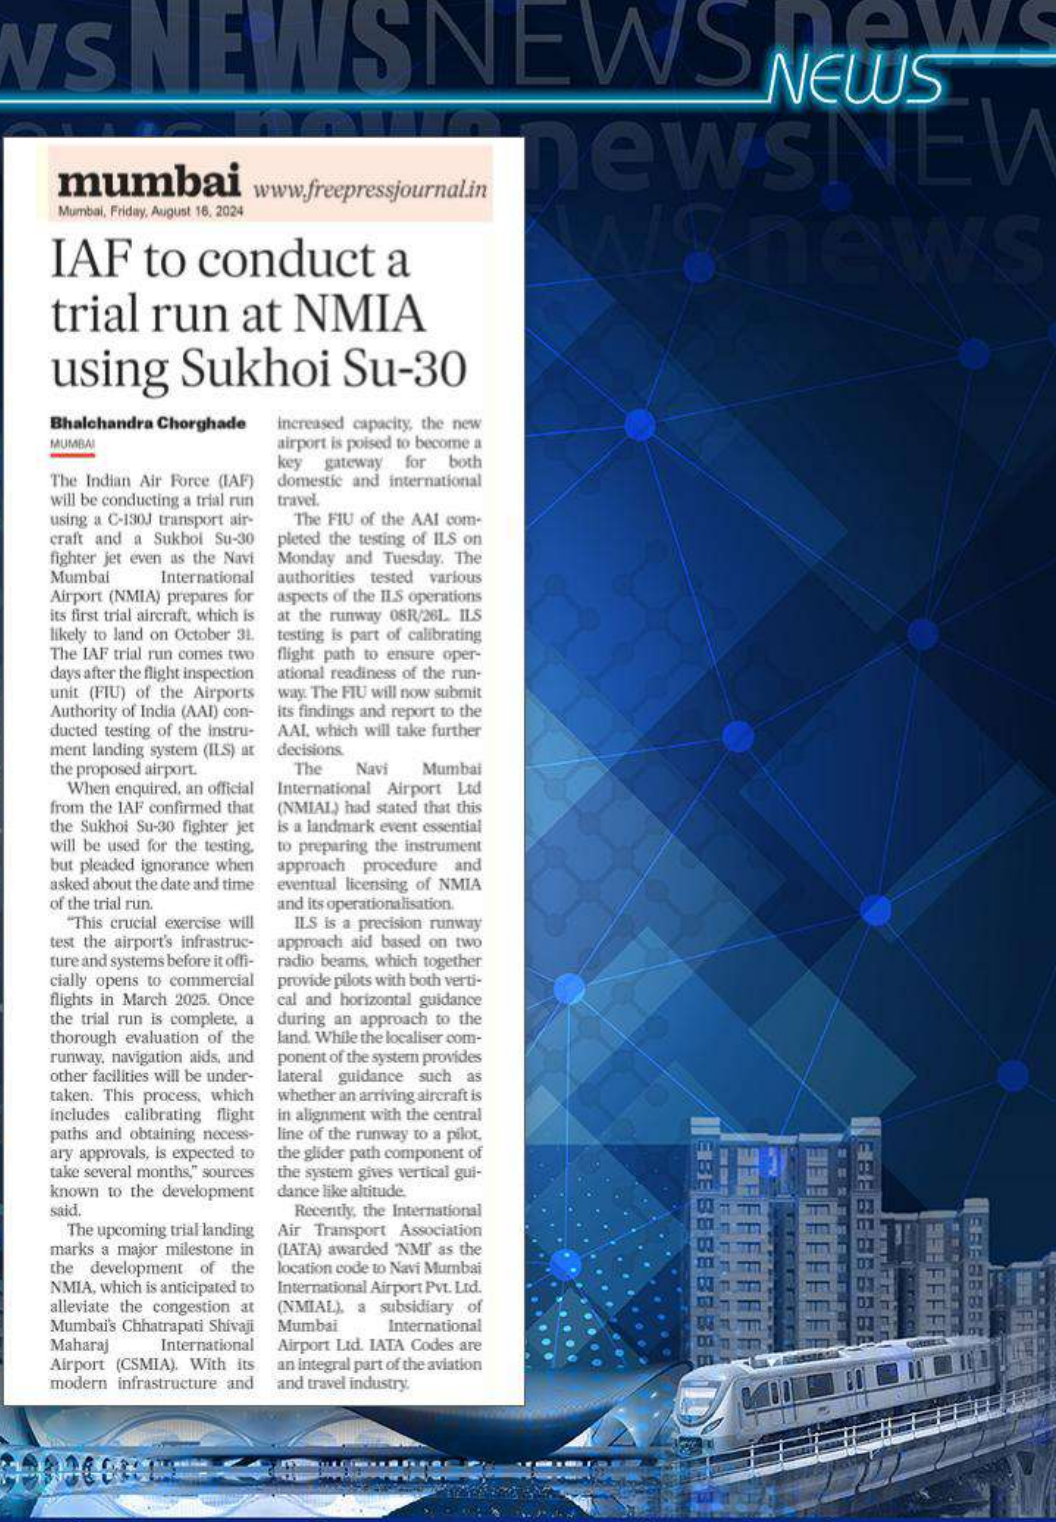 ws NEWS NEWS news
NEWS
news news NEW
NEWS news
mumbai www.freepressjournal.in
Mumbai, Friday, August 16, 2024
IAF to conduct a
trial run at NMIA
using Sukhoi Su-30
Bhalchandra Chorghade
MUMBAI
The Indian Air Force (IAF)
will be conducting a trial run
using a C-130J transport air-
craft and a Sukhoi Su-30
fighter jet even as the Navi
Mumbai International
Airport (NMIA) prepares for
its first trial aircraft, which is
likely to land on October 31.
The IAF trial run comes two
days after the flight inspection
unit (FIU) of the Airports
Authority of India (AAI) con-
ducted testing of the instru-
ment landing system (ILS) at
the proposed airport.
When enquired, an official
from the IAF confirmed that
the Sukhoi Su-30 fighter jet
will be used for the testing,
but pleaded ignorance when
asked about the date and time
of the trial run.
"This crucial exercise will
test the airport's infrastruc-
ture and systems before it offi-
cially opens to commercial
flights in March 2025. Once
the trial run is complete, a
thorough evaluation of the
runway, navigation aids, and
other facilities will be under-
taken. This process, which
includes calibrating flight
paths and obtaining necess-
ary approvals, is expected to
take several months," sources
known to the development
said.
The upcoming trial landing
marks a major milestone in
the development of the
NMIA, which is anticipated to
alleviate the congestion at
Mumbai's Chhatrapati Shivaji
Maharaj International
Airport (CSMIA). With its
modern infrastructure and
increased capacity, the new
airport is poised to become a
key gateway for both
domestic and international
travel.
The FIU of the AAI com-
pleted the testing of ILS on
Monday and Tuesday. The
authorities tested various
aspects of the ILS operations
at the runway 08R/26L. ILS
testing is part of calibrating
flight path to ensure oper-
ational readiness of the run-
way. The FIU will now submit
its findings and report to the
AAI, which will take further
decisions.
The Navi Mumbai
International Airport Ltd
(NMIAL) had stated that this
is a landmark event essential
to preparing the instrument
approach procedure and
eventual licensing of NMIA
and its operationalisation.
ILS is a precision runway
approach aid based on two
radio beams, which together
provide pilots with both verti-
cal and horizontal guidance
during an approach to the
land. While the localiser com-
ponent of the system provides
lateral guidance such as
whether an arriving aircraft is
in alignment with the central
line of the runway to a pilot,
the glider path component of
the system gives vertical gui-
dance like altitude.
Recently, the International
Air Transport Association
(IATA) awarded 'NMI' as the
location code to Navi Mumbai
International Airport Pvt. Ltd.
(NMIAL), a subsidiary of
Mumbai International
Airport Ltd. IATA Codes are
an integral part of the aviation
and travel industry.